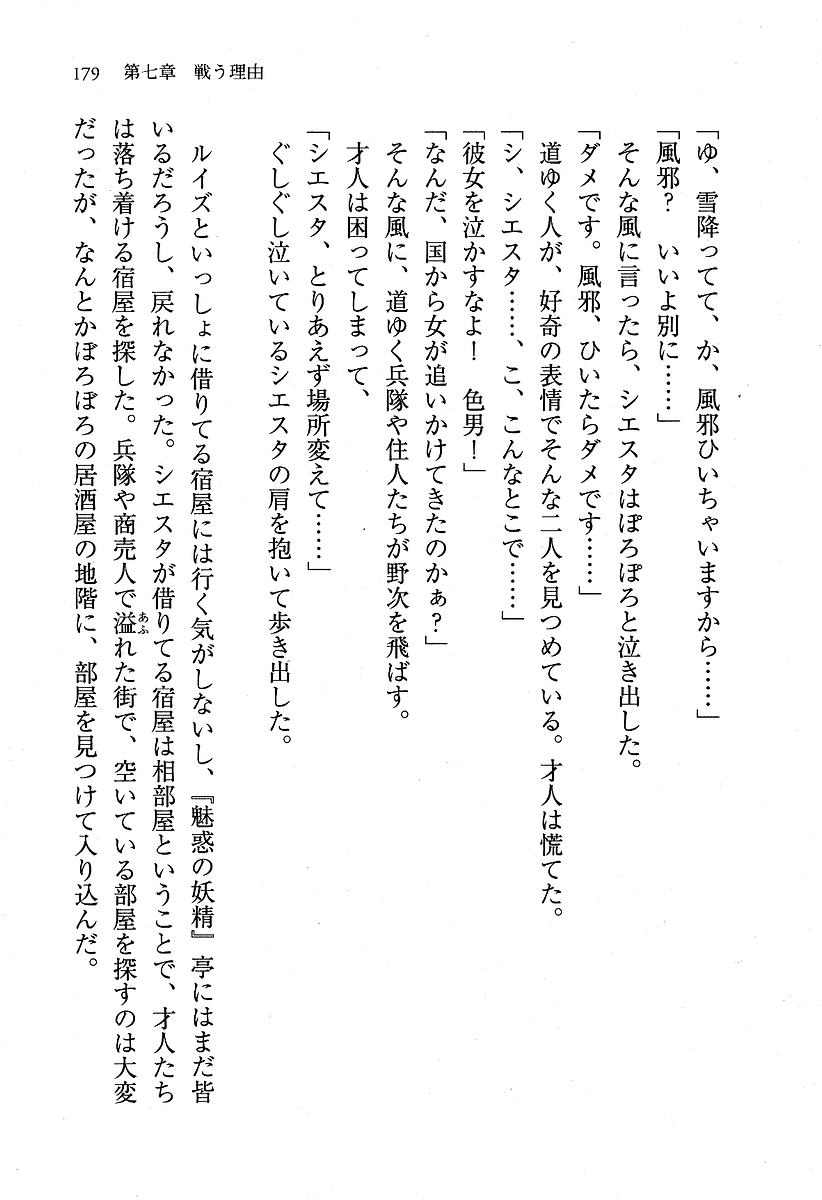 179　第七章　戦う理由
「ゆ、雪降ってて、か、風邪ひいちゃいますから……」
「風邪？　いいよ別に……」
そんな風に言ったら、シエスタはぽろぽろと泣き出した。
「ダメです。風邪、ひいたらダメです……」
道ゆく人が、好奇の表情でそんな二人を見つめている。才人は慌てた。
「シ、シエスタ……、こ、こんなとこで……」
「彼女を泣かすなよ！　色男！」
「なんだ、国から女が追いかけてきたのかぁ？」
そんな風に、道ゆく兵隊や住人たちが野次を飛ばす。
才人は困ってしまって、
「シエスタ、とりあえず場所変えて……」
ぐしぐし泣いているシエスタの肩を抱いて歩き出した。
ルイズといっしょに借りてる宿屋には行く気がしないし、『魅惑の妖精』亭にはまだ皆
いるだろうし、戻れなかった。シエスタが借りてる宿屋は相部屋ということで、才人たち
は落ち着ける宿屋を探した。兵隊や商売人で溢れた街で、空いている部屋を探すのは大変
あふ
だったが、なんとかぼろぼろの居酒屋の地階に、部屋を見つけて入り込んだ。